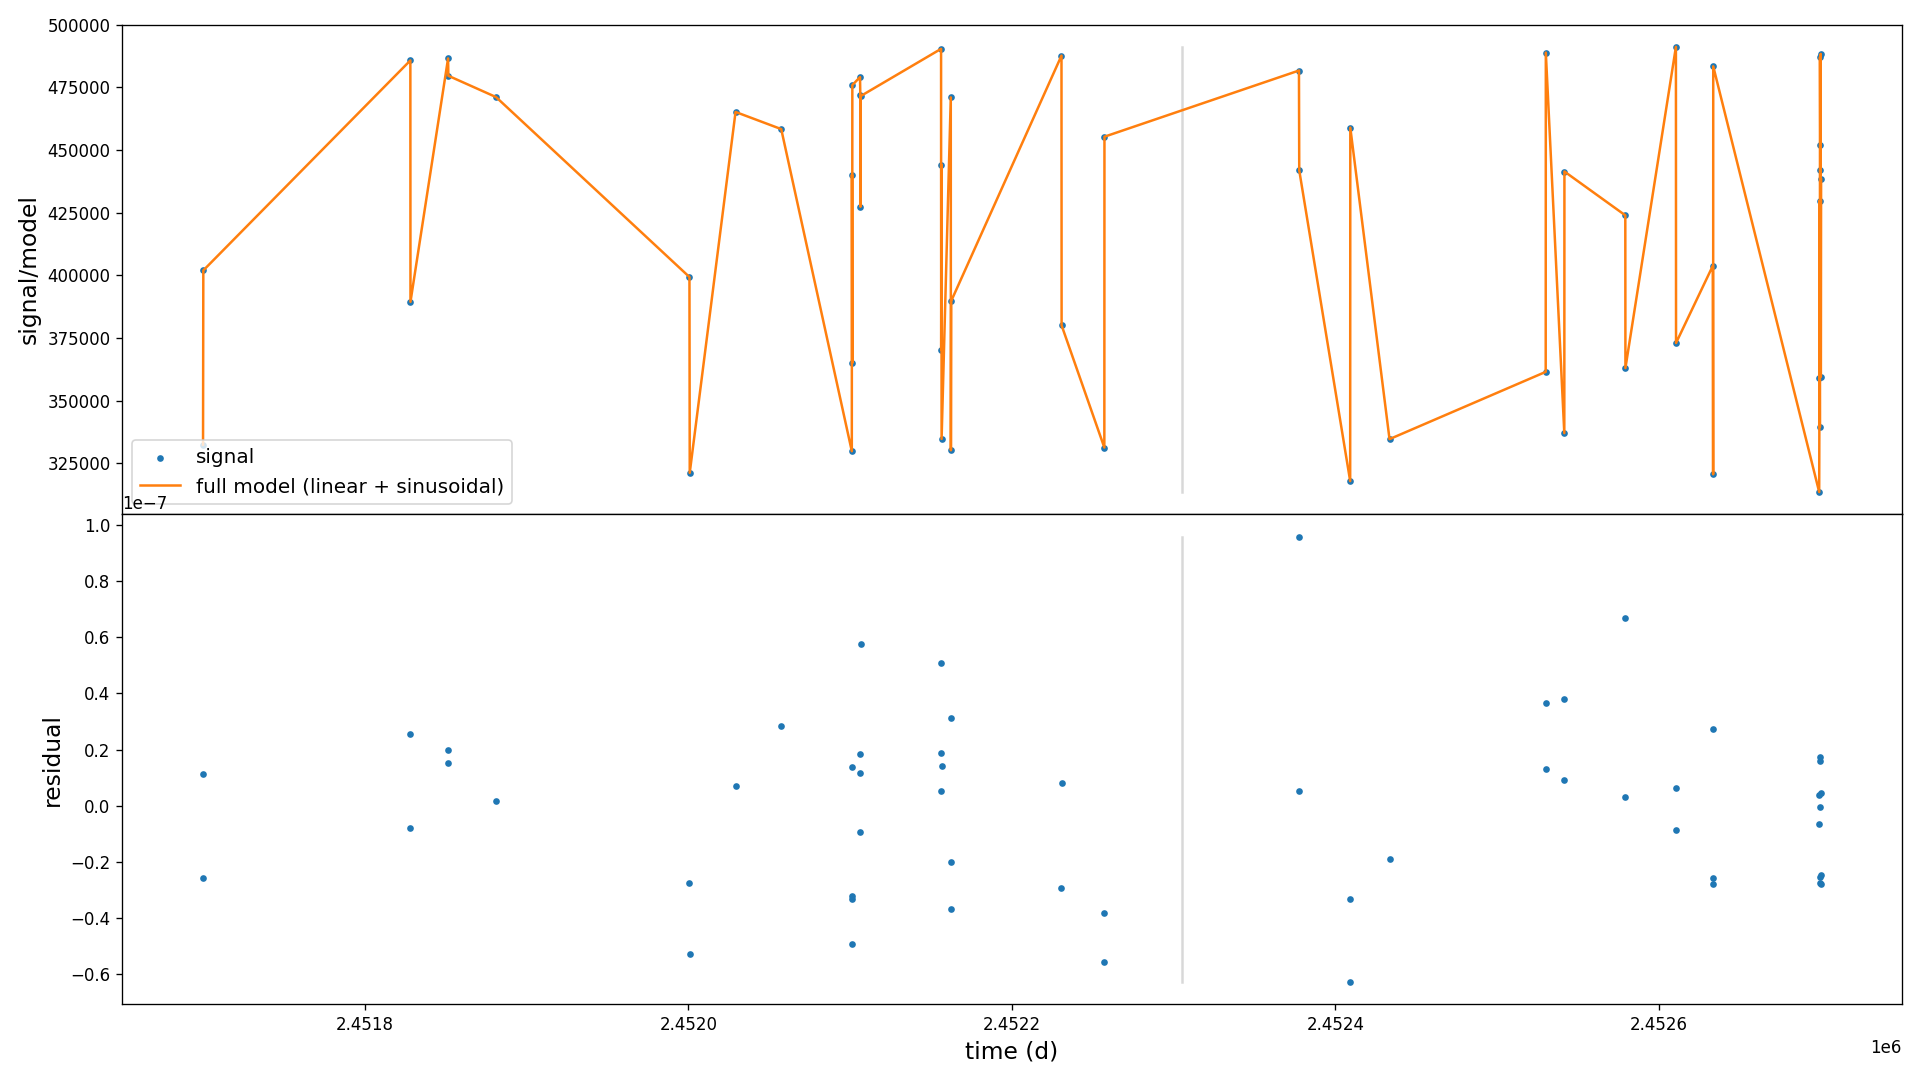 500000
475000
450000
425000
400000
375000
350000
325000
signal/model
signal
full model (linear + sinusoidal)
1e−7
1.0
0.8
0.6
0.4
0.2
0.0
−0.2
−0.4
−0.6
residual
2.4518 2.4520 2.4522 2.4524 2.4526
time (d)
1e6